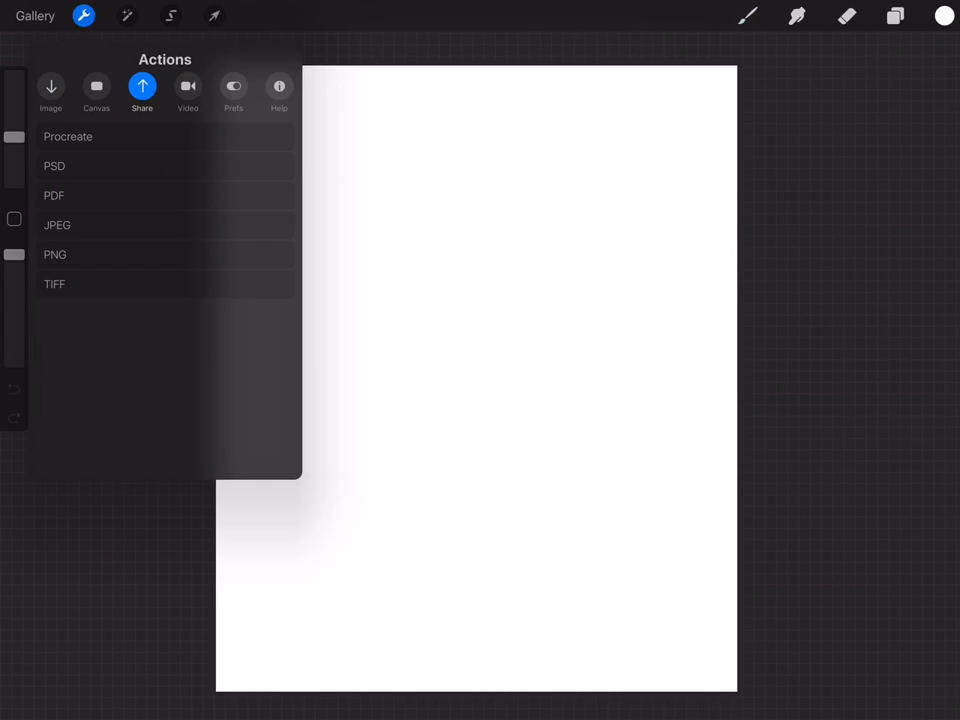 Gallery
Actions
Image Canvas Share Video Prefs Help
Procreate
PSD
PDF
JPEG
PNG
TIFF